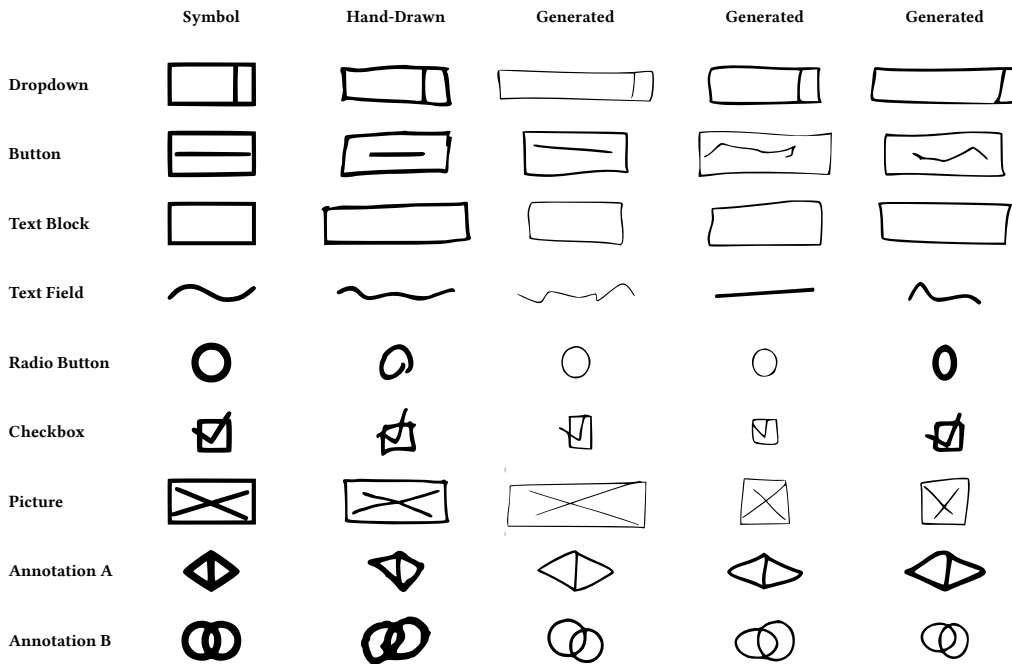 Symbol Hand-Drawn Generated Generated Generated
Dropdown
Button
Text Block
Text Field
Radio Button
Checkbox
Picture
Annotation A
Annotation B